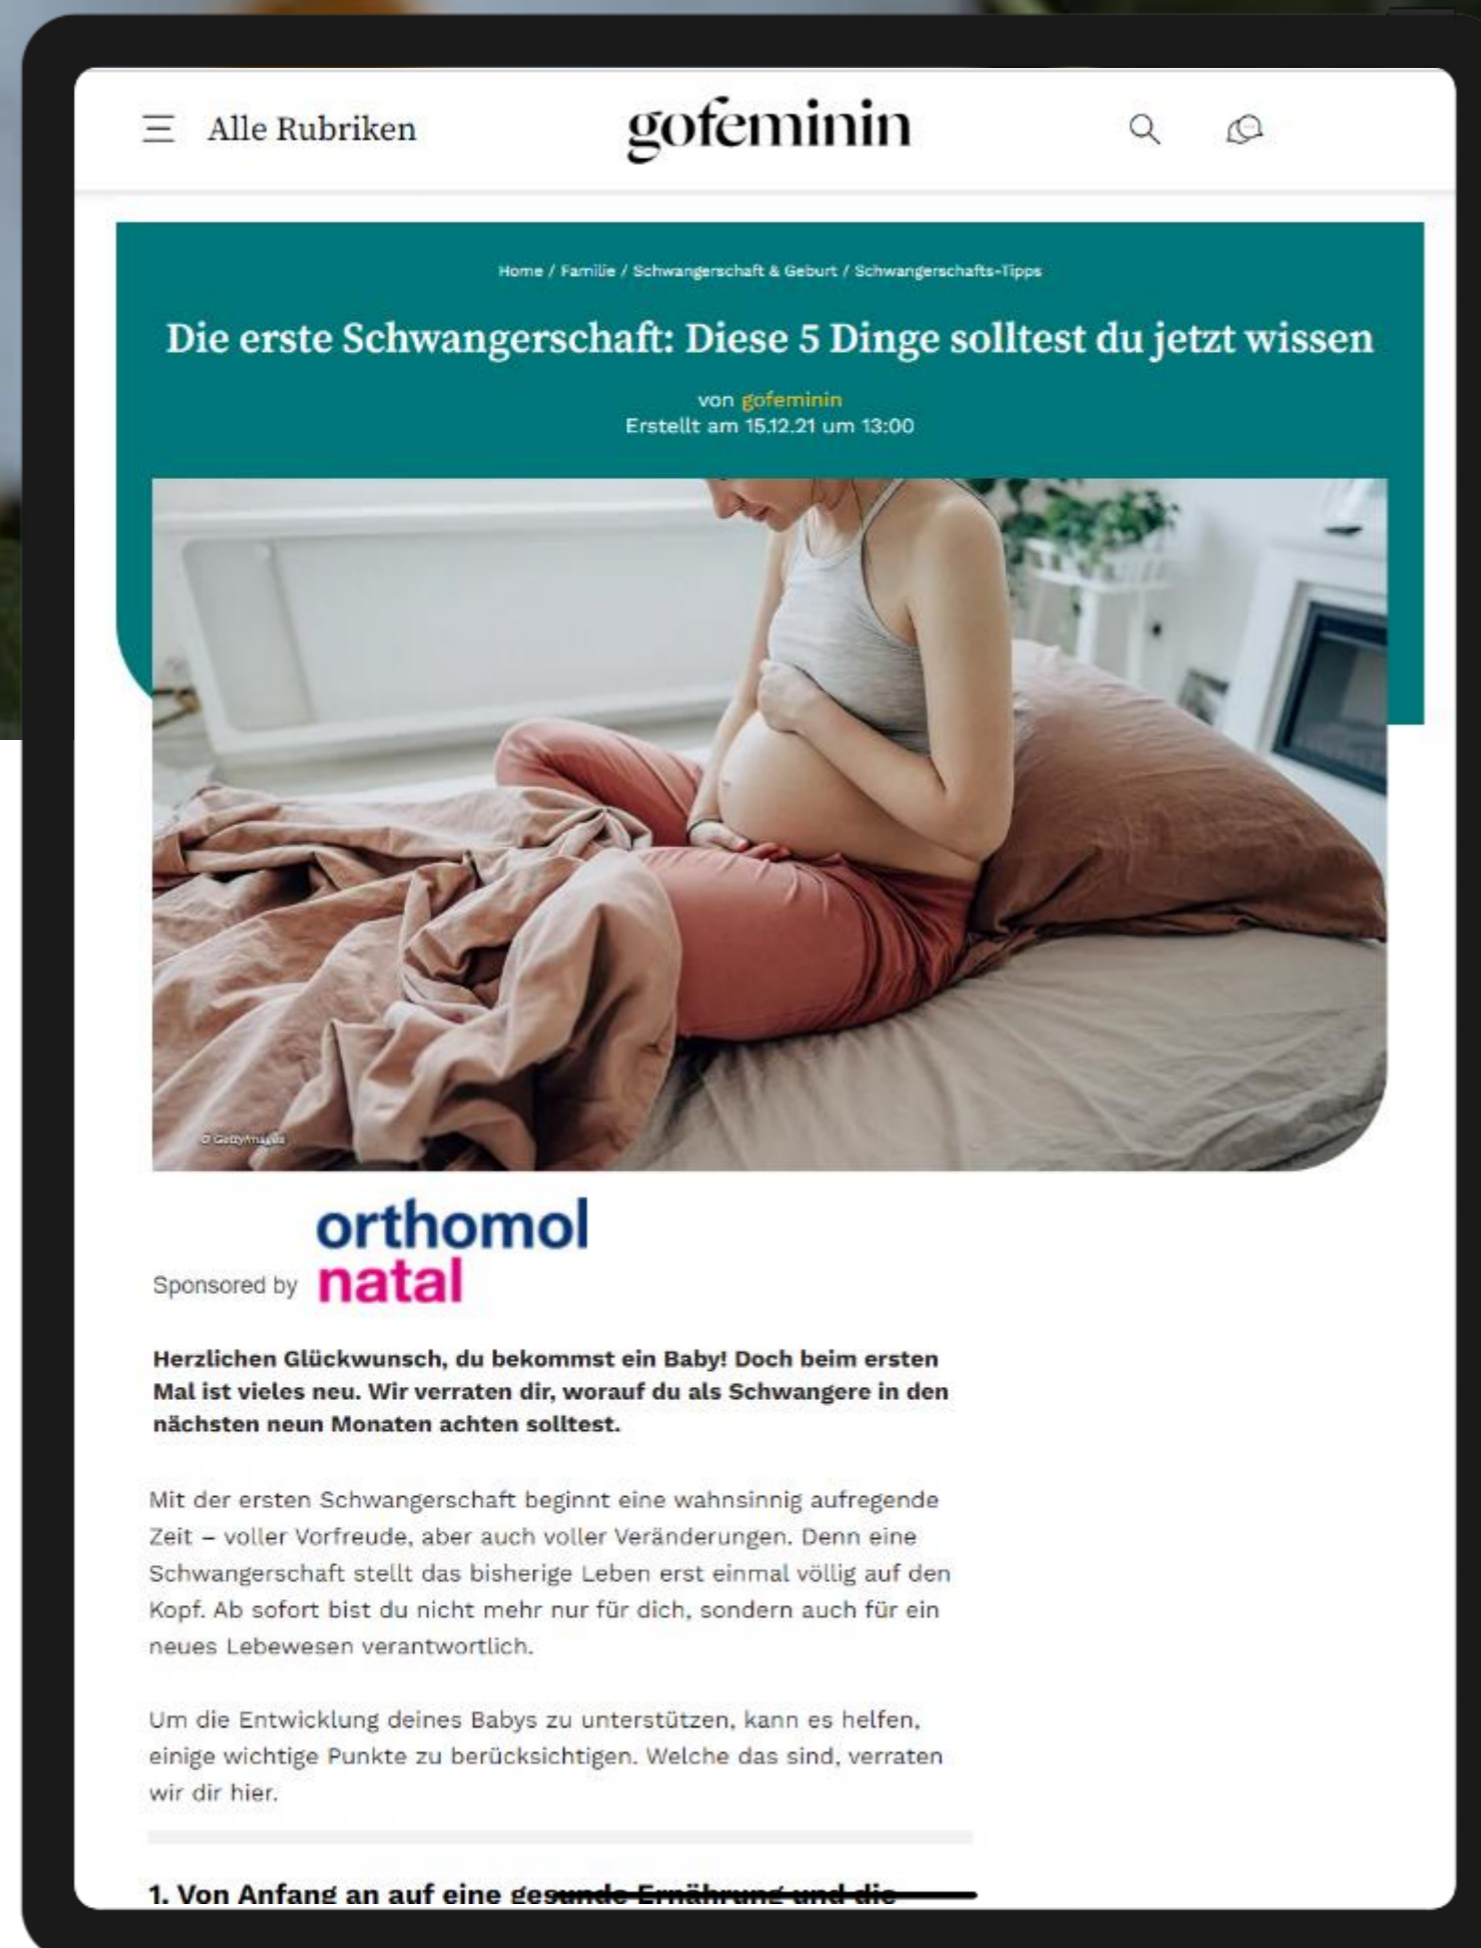 Alle Rubriken
gofeminin
Home / Familie / Schwangerschaft & Geburt / Schwangerschafts-Tipps
Die erste Schwangerschaft: Diese 5 Dinge solltest du jetzt wissen
von gofeminin
Erstellt am 15.12.21 um 13:00
© GettyImages
Sponsored by
orthomol
natal
Herzlichen Glückwunsch, du bekommst ein Baby! Doch beim ersten
Mal ist vieles neu. Wir verraten dir, worauf du als Schwangere in den
nächsten neun Monaten achten solltest.
Mit der ersten Schwangerschaft beginnt eine wahnsinnig aufregende
Zeit – voller Vorfreude, aber auch voller Veränderungen. Denn eine
Schwangerschaft stellt das bisherige Leben erst einmal völlig auf den
Kopf. Ab sofort bist du nicht mehr nur für dich, sondern auch für ein
neues Lebewesen verantwortlich.
Um die Entwicklung deines Babys zu unterstützen, kann es helfen,
einige wichtige Punkte zu berücksichtigen. Welche das sind, verraten
wir dir hier.
1. Von Anfang an auf eine gesunde Ernährung und die